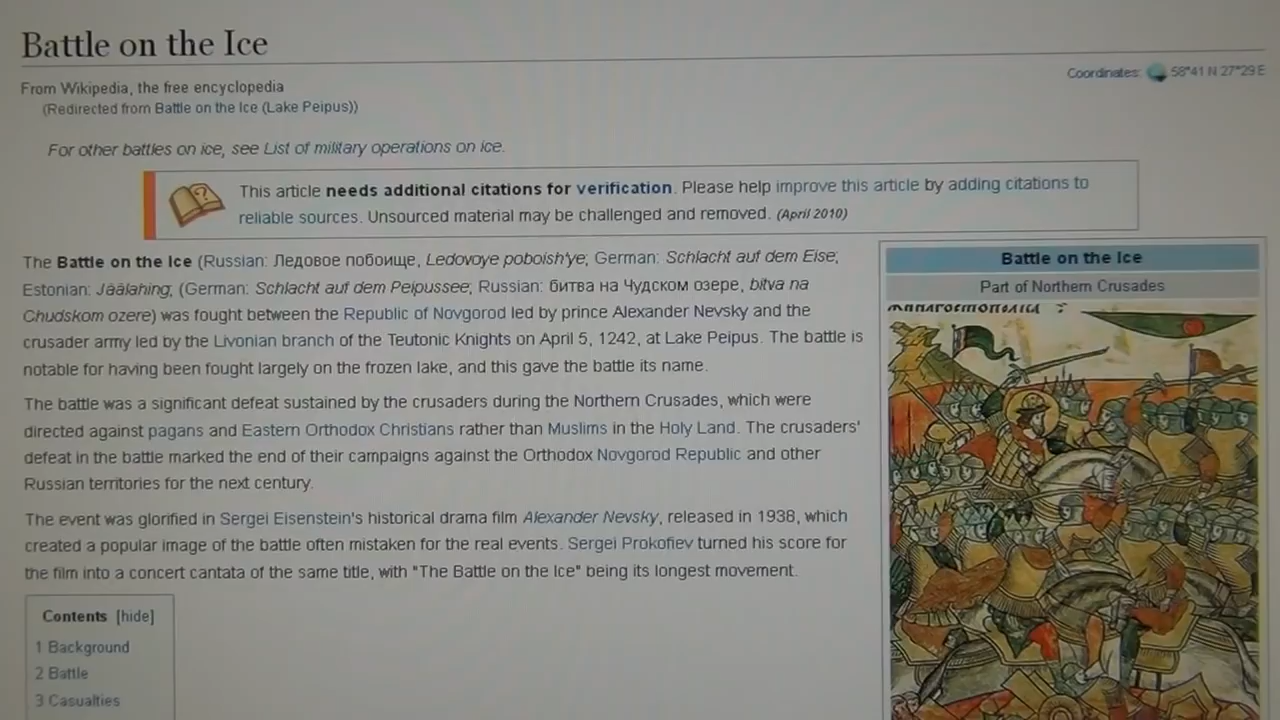 Battle on the Ice
From Wikipedia, the free encyclopedia
Coordinates: 58°41 N 27°29 E
(Redirected from Battle on the Ice (Lake Peipus))
For other battles on ice, see List of military operations on ice.
This article needs additional citations for verification. Please help improve this article by adding citations to
reliable sources. Unsourced material may be challenged and removed. (April 2010)
The Battle on the Ice (Russian: Ледовое побоище, Ledovoye poboish'ye; German: Schlacht auf dem Eise;
Estonian: Jäälahing; (German: Schlacht auf dem Peipussee; Russian: битва на Чудском озере, bitva na
Chudskom ozere) was fought between the Republic of Novgorod led by prince Alexander Nevsky and the
crusader army led by the Livonian branch of the Teutonic Knights on April 5, 1242, at Lake Peipus. The battle is
notable for having been fought largely on the frozen lake, and this gave the battle its name.
The battle was a significant defeat sustained by the crusaders during the Northern Crusades, which were
directed against pagans and Eastern Orthodox Christians rather than Muslims in the Holy Land. The crusaders'
defeat in the battle marked the end of their campaigns against the Orthodox Novgorod Republic and other
Russian territories for the next century.
The event was glorified in Sergei Eisenstein's historical drama film Alexander Nevsky, released in 1938, which
created a popular image of the battle often mistaken for the real events. Sergei Prokofiev turned his score for
the film into a concert cantata of the same title, with "The Battle on the Ice" being its longest movement.
Contents [hide]
1 Background
2 Battle
3 Casualties
Battle on the Ice
Part of Northern Crusades